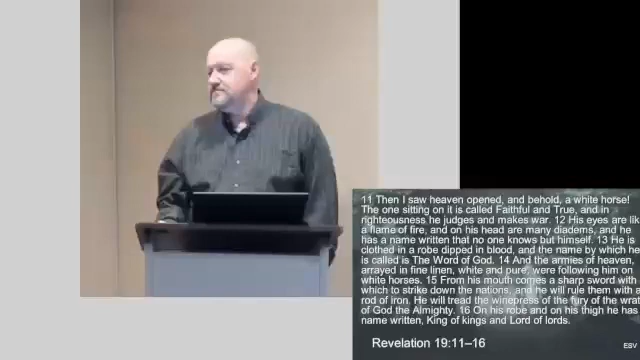 11 Then I saw heaven opened, and behold, a white horse!
The one sitting on it is called Faithful and True, and in
righteousness he judges and makes war. 12 His eyes are lik
a flame of fire, and on his head are many diadems, and he
has a name written that no one knows but himself. 13 He is
clothed in a robe dipped in blood, and the name by which he
is called is The Word of God. 14 And the armies of heaven,
arrayed in fine linen, white and pure, were following him on
white horses. 15 From his mouth comes a sharp sword with
which to strike down the nations, and he will rule them with a
rod of iron. He will tread the winepress of the fury of the wrat
of God the Almighty. 16 On his robe and on his thigh he has
name written, King of kings and Lord of lords.
Revelation 19:11–16
ESV